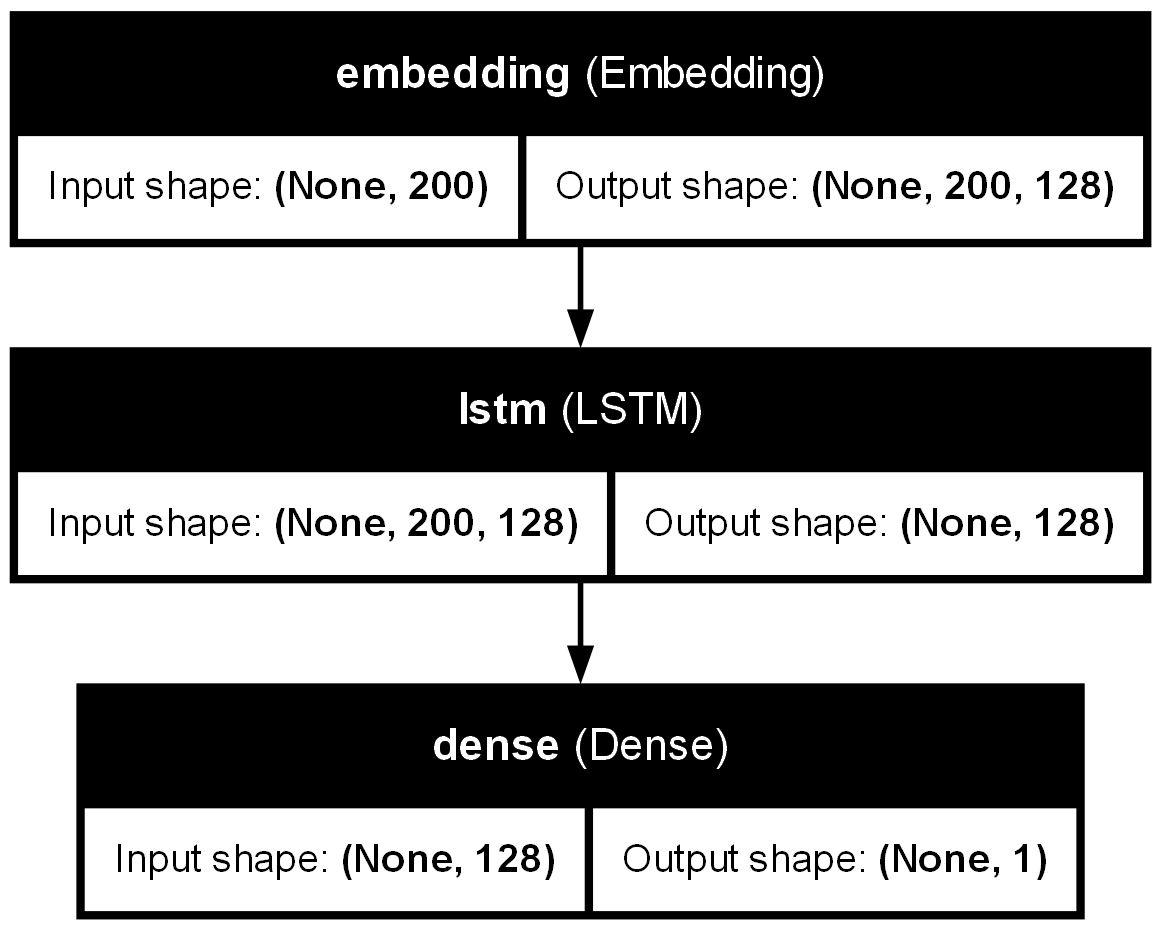 embedding (Embedding)
Input shape: (None, 200)
Output shape: (None, 200, 128)
lstm (LSTM)
Input shape: (None, 200, 128)
Output shape: (None, 128)
dense (Dense)
Input shape: (None, 128)
Output shape: (None, 1)